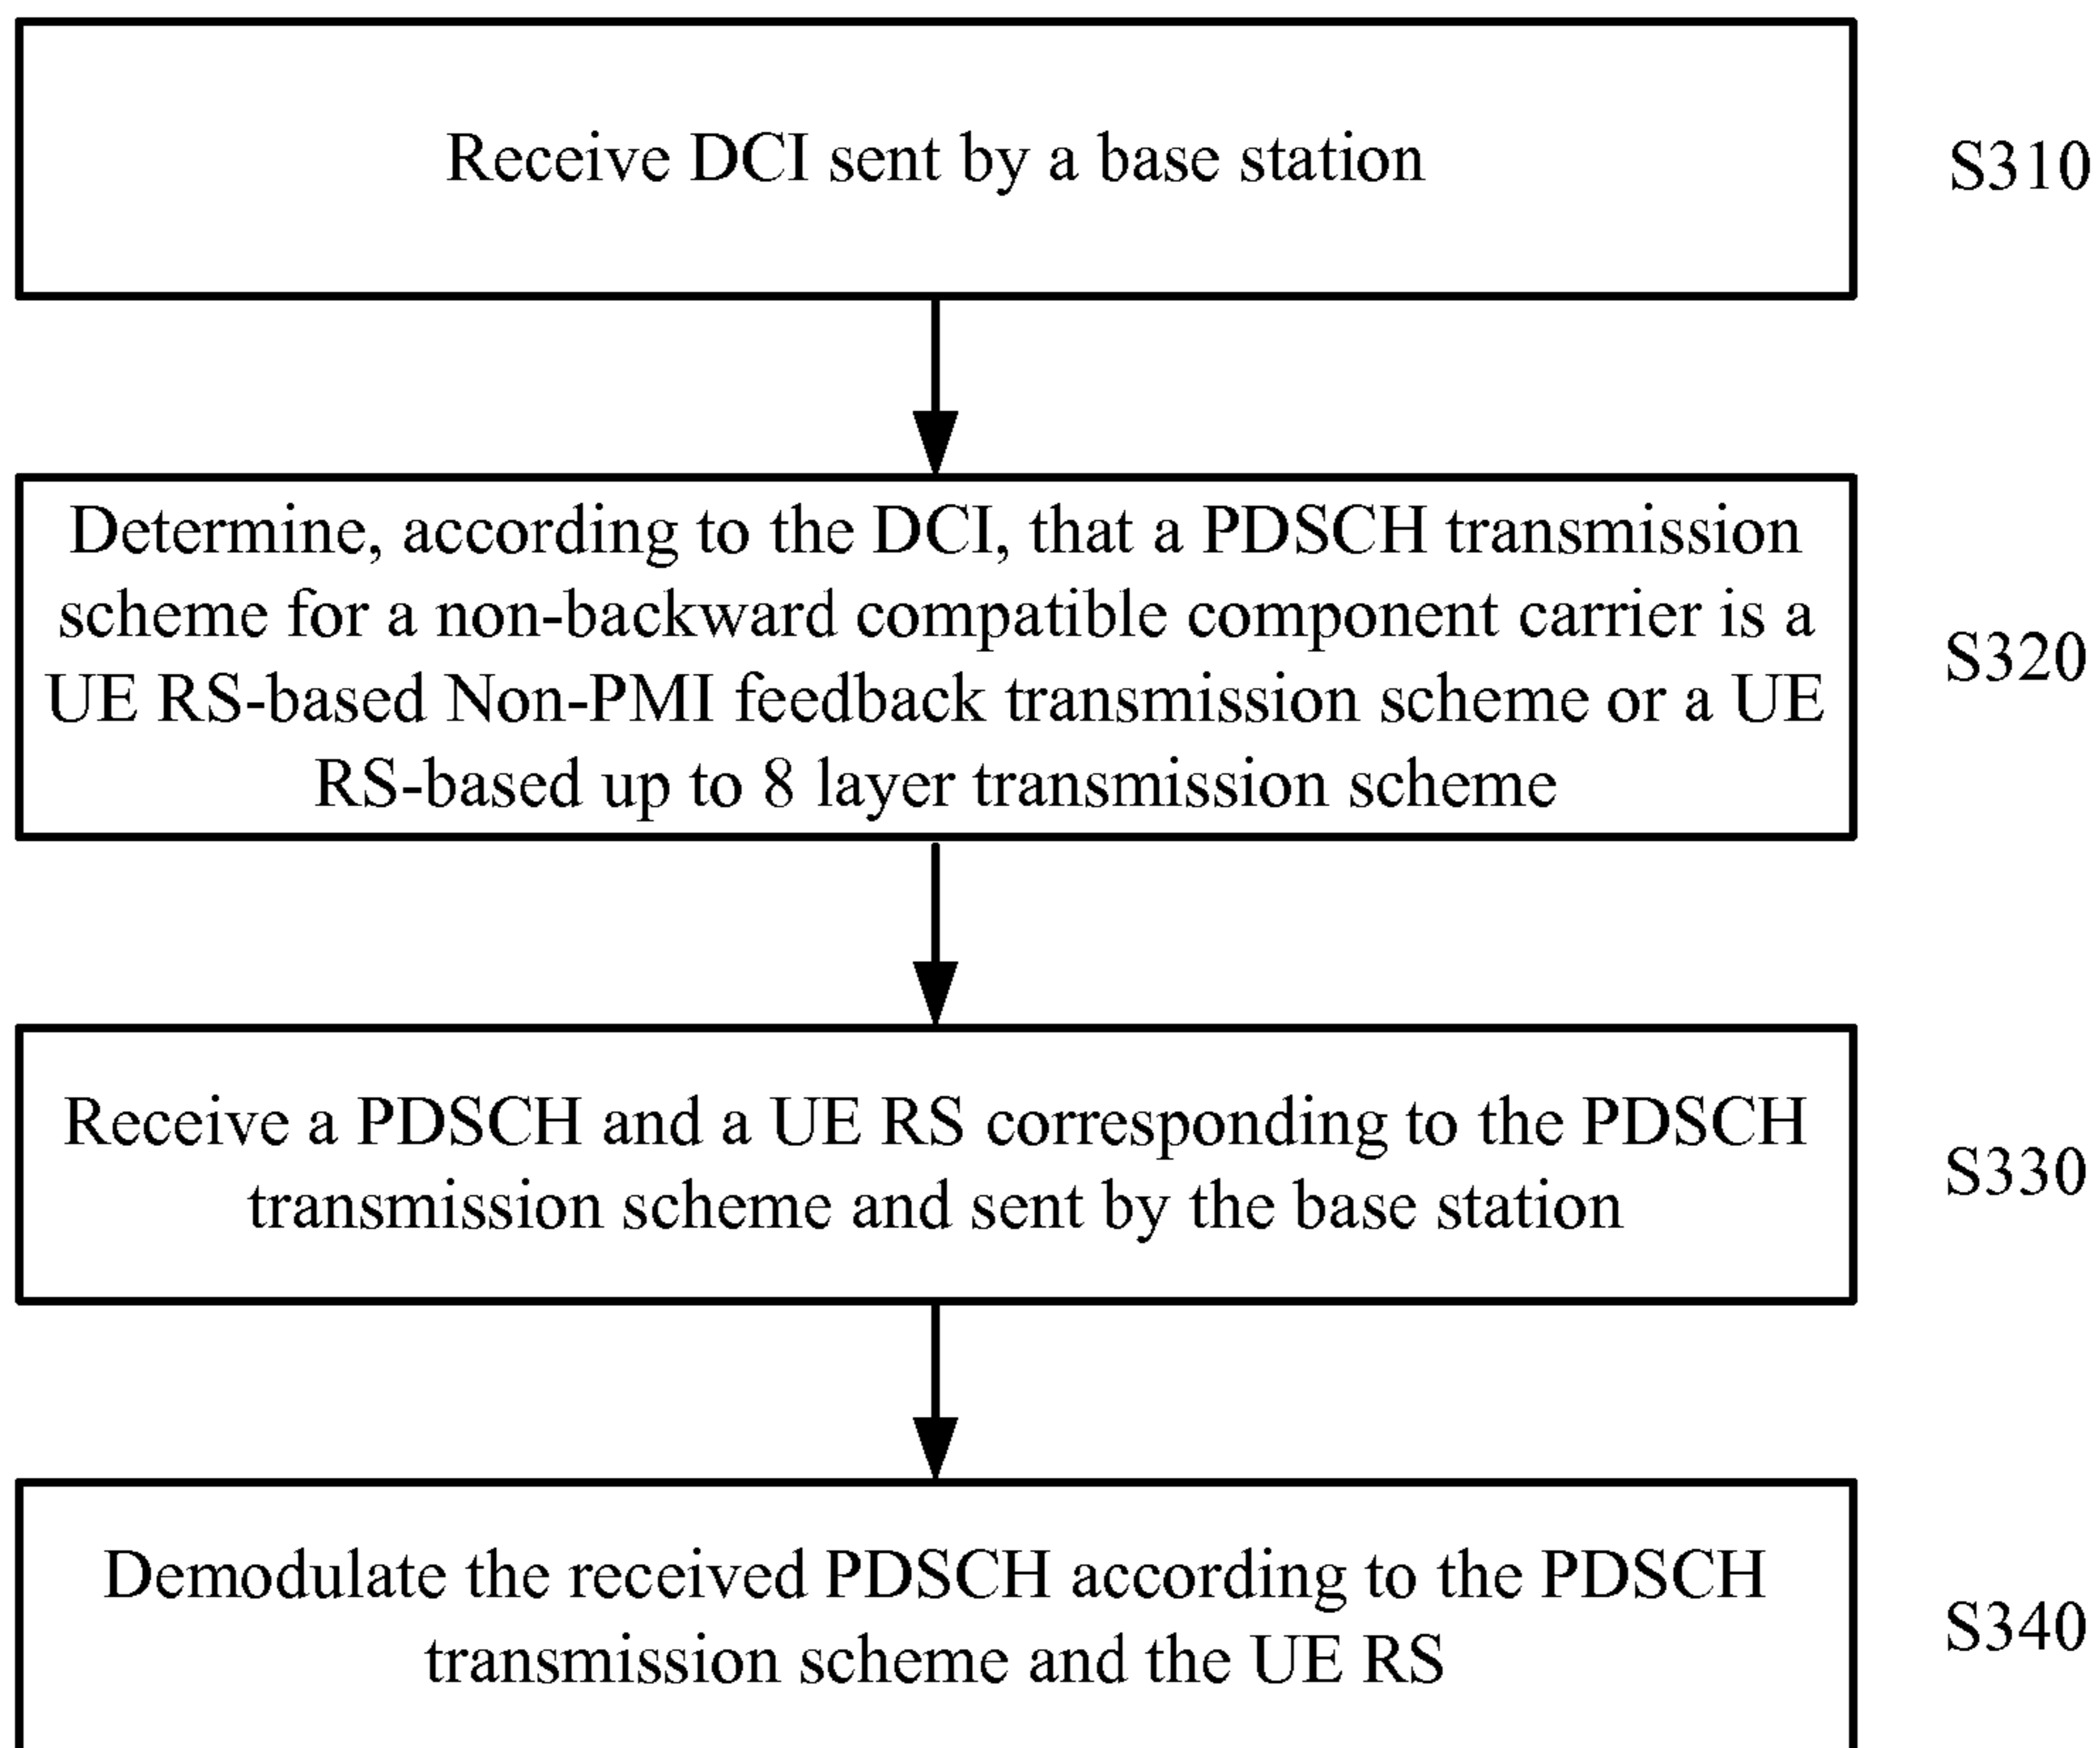 Receive DCI sent by a base station
S310
Determine, according to the DCI, that a PDSCH transmission
scheme for a non-backward compatible component carrier is a
UE RS-based Non-PMI feedback transmission scheme or a UE
RS-based up to 8 layer transmission scheme
S320
Receive a PDSCH and a UE RS corresponding to the PDSCH
transmission scheme and sent by the base station
S330
Demodulate the received PDSCH according to the PDSCH
transmission scheme and the UE RS
S340